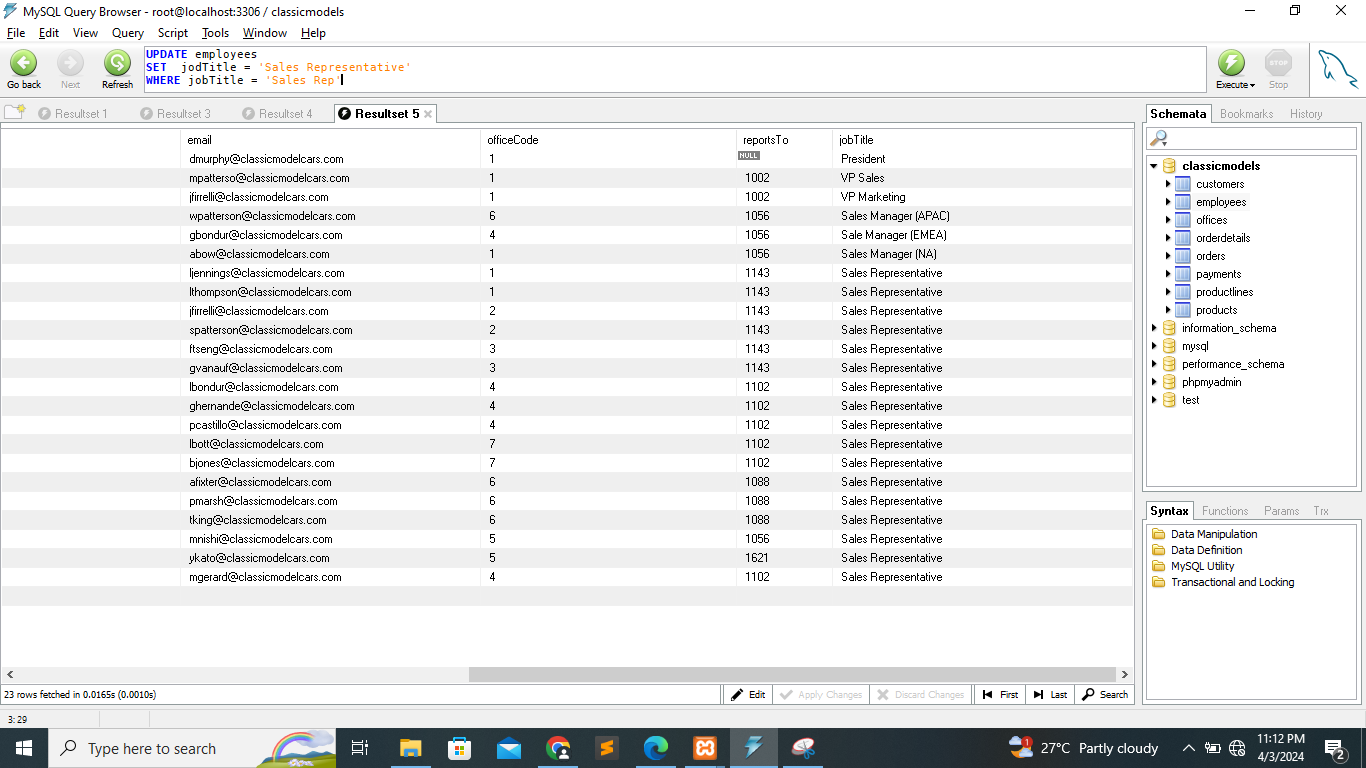 MySQL Query Browser - root@localhost:3306 / classicmodels
File Edit View Query Script Tools Window Help
Go back Next Refresh
UPDATE employees
SET  jodTitle = 'Sales Representative'
WHERE jobTitle = 'Sales Rep'
Execute STOP Stop
Resultset 1 Resultset 3 Resultset 4 Resultset 5
email officeCode reportsTo jobTitle
dmurphy@classicmodelcars.com 1 NULL President
mpatterso@classicmodelcars.com 1 1002 VP Sales
jfirrelli@classicmodelcars.com 1 1002 VP Marketing
wpatterson@classicmodelcars.com 6 1056 Sales Manager (APAC)
gbondur@classicmodelcars.com 4 1056 Sale Manager (EMEA)
abow@classicmodelcars.com 1 1056 Sales Manager (NA)
ljennings@classicmodelcars.com 1 1143 Sales Representative
lthompson@classicmodelcars.com 1 1143 Sales Representative
jfirrelli@classicmodelcars.com 2 1143 Sales Representative
spatterson@classicmodelcars.com 2 1143 Sales Representative
ftseng@classicmodelcars.com 3 1143 Sales Representative
gvanauf@classicmodelcars.com 3 1143 Sales Representative
lbondur@classicmodelcars.com 4 1102 Sales Representative
ghernande@classicmodelcars.com 4 1102 Sales Representative
pcastillo@classicmodelcars.com 4 1102 Sales Representative
lbott@classicmodelcars.com 7 1102 Sales Representative
bjones@classicmodelcars.com 7 1102 Sales Representative
afixter@classicmodelcars.com 6 1088 Sales Representative
pmarsh@classicmodelcars.com 6 1088 Sales Representative
tking@classicmodelcars.com 6 1088 Sales Representative
mnishi@classicmodelcars.com 5 1056 Sales Representative
ykato@classicmodelcars.com 5 1621 Sales Representative
mgerard@classicmodelcars.com 4 1102 Sales Representative
23 rows fetched in 0.0165s (0.0010s)
Edit Apply Changes Discard Changes First Last Search
3: 29
Schemata Bookmarks History
classicmodels
customers
employees
offices
orderdetails
orders
payments
productlines
products
information_schema
mysql
performance_schema
phpmyadmin
test
Syntax Functions Params Trx
Data Manipulation
Data Definition
MySQL Utility
Transactional and Locking
Type here to search
1
27°C Partly cloudy
11:12 PM
4/3/2024
2